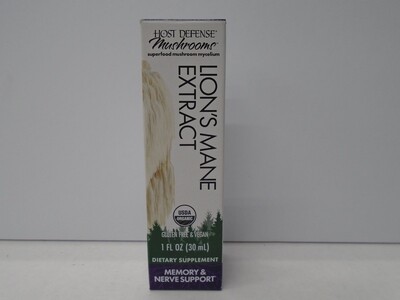 HOST DEFENSE®
Mushrooms™
superfood mushroom mycelium
LION'S MANE
EXTRACT
USDA
ORGANIC
GLUTEN FREE & VEGAN
1 FL OZ (30 mL)
DIETARY SUPPLEMENT
MEMORY &
NERVE SUPPORT*